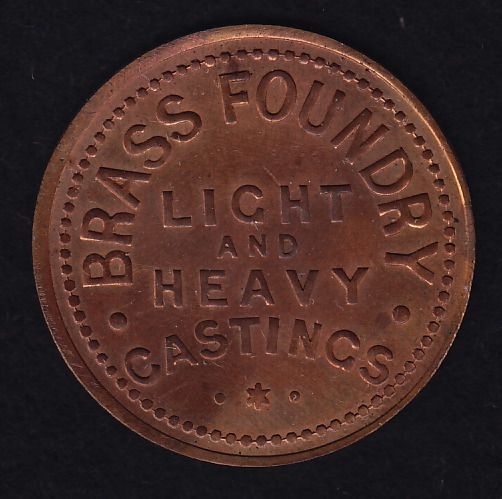 BRASS FOUNDRY
LIGHT
AND
HEAVY
CASTINGS